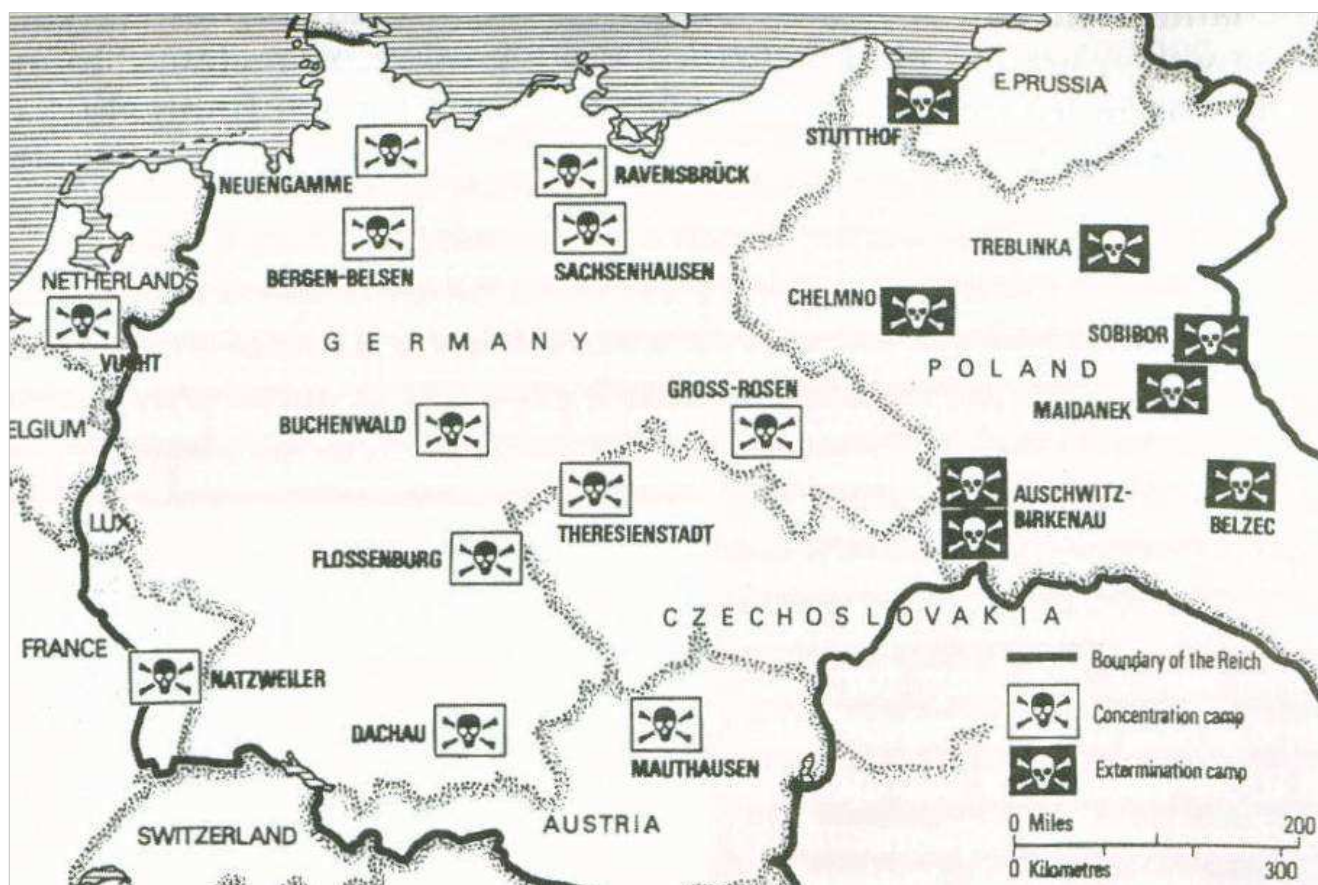 E. PRUSSIA
STUTTHOF
NEUENGAMME
RAVENSBRÜCK
BERGEN-BELSEN
SACHSENHAUSEN
TREBLINKA
NETHERLANDS
CHELMNO
SOBIBOR
VUGHT
GERMANY
POLAND
GROSS-ROSEN
MAIDANEK
ELGIUM
BUCHENWALD
AUSCHWITZ-
BIRKENAU
BELZEC
LUX
THERESIENSTADT
FLOSSENBURG
CZECHOSLOVAKIA
FRANCE
NATZWEILER
DACHAU
MAUTHAUSEN
SWITZERLAND
AUSTRIA
Boundary of the Reich
Concentration camp
Extermination camp
0 Miles 200
0 Kilometres 300